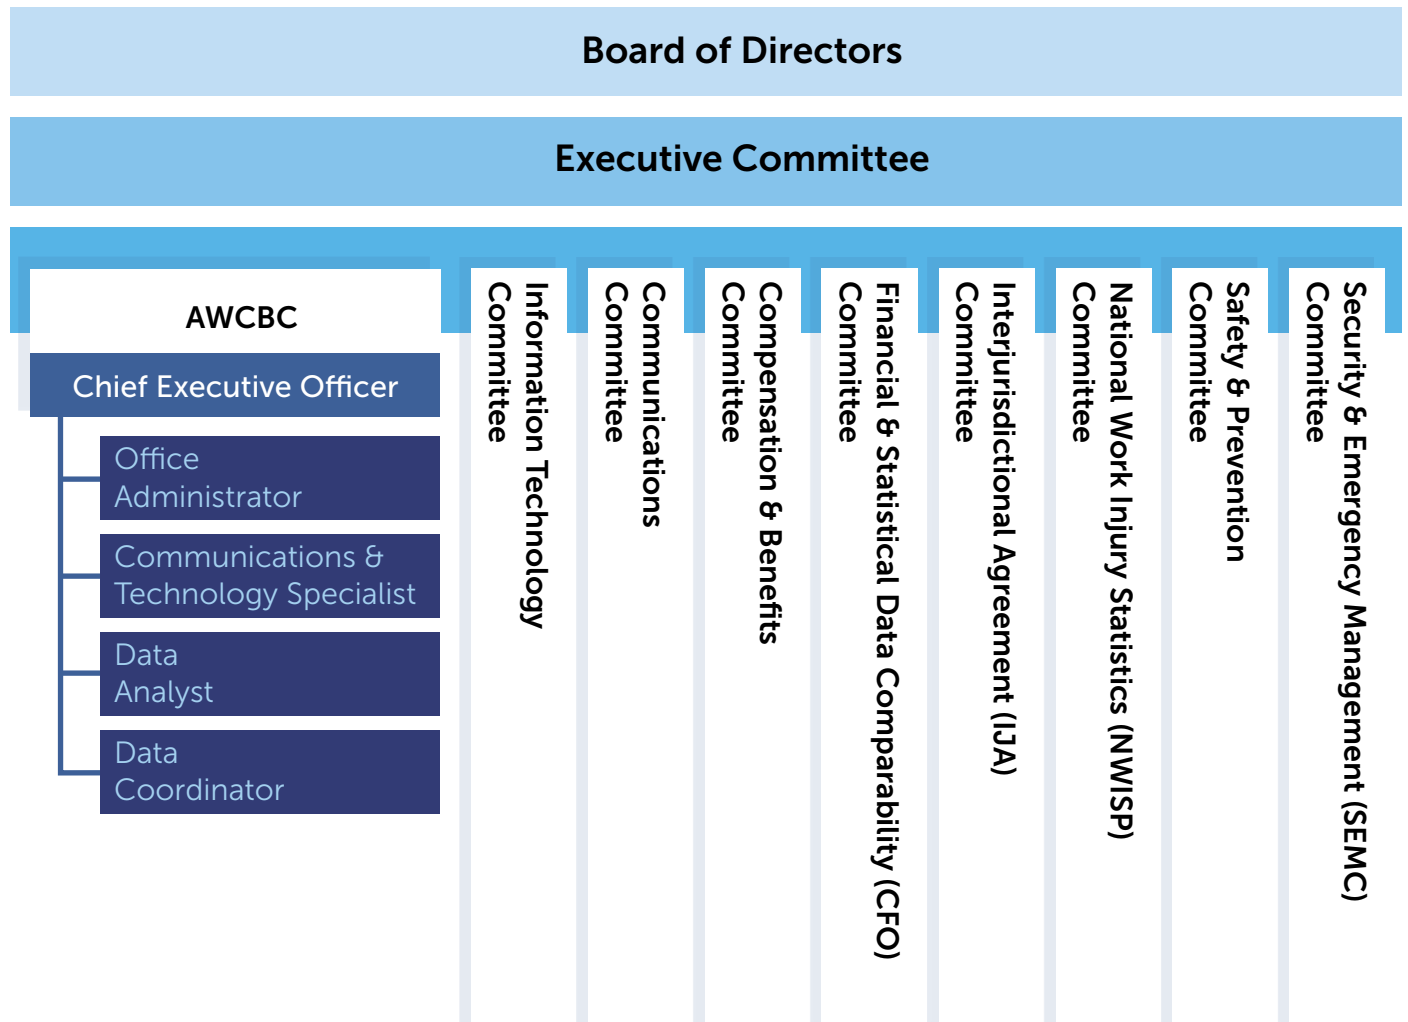 Board of Directors
Executive Committee
AWCBC
Chief Executive Officer
Office
Administrator
Communications &
Technology Specialist
Data
Analyst
Data
Coordinator
Information Technology
Committee
Communications
Committee
Compensation & Benefits
Committee
Financial & Statistical Data Comparability (CFO)
Committee
Interjurisdictional Agreement (IJA)
Committee
National Work Injury Statistics (NWISP)
Committee
Safety & Prevention
Committee
Security & Emergency Management (SEMC)
Committee